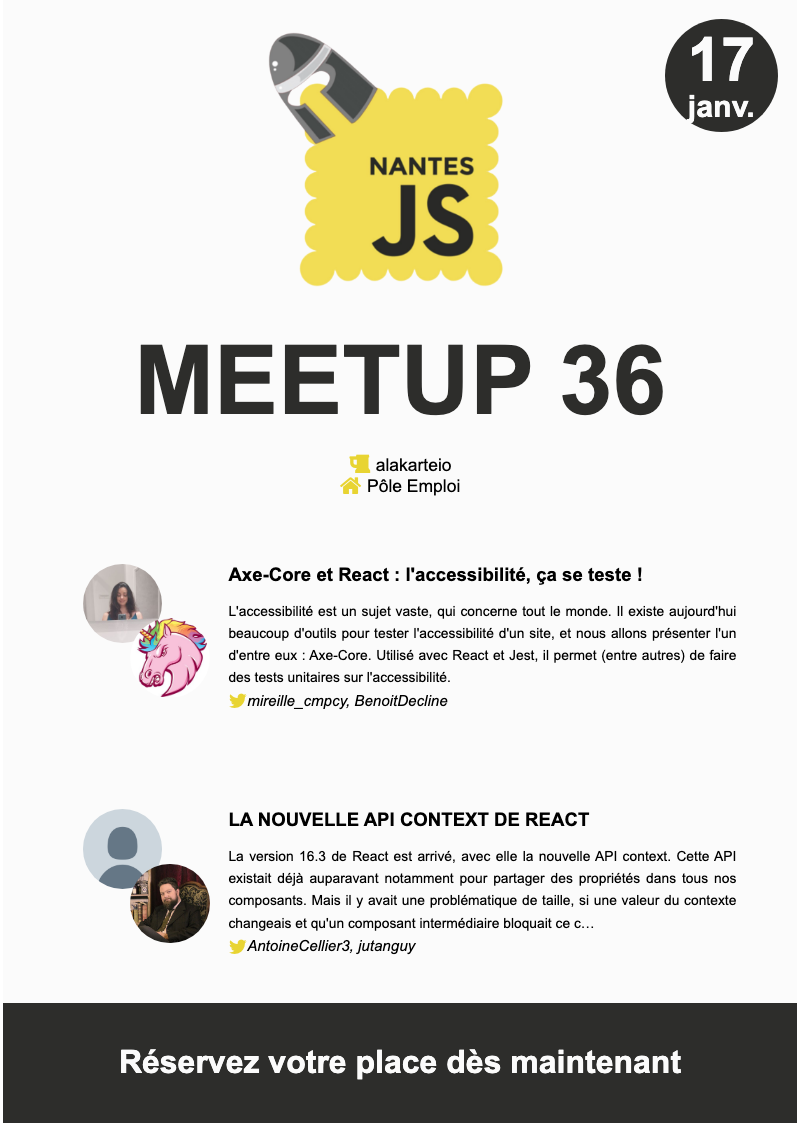 17
janv.
NANTES
JS
MEETUP 36
alakarteio
Pôle Emploi
Axe-Core et React : l'accessibilité, ça se teste !
L'accessibilité est un sujet vaste, qui concerne tout le monde. Il existe aujourd'hui
beaucoup d'outils pour tester l'accessibilité d'un site, et nous allons présenter l'un
d'entre eux : Axe-Core. Utilisé avec React et Jest, il permet (entre autres) de faire
des tests unitaires sur l'accessibilité.
mireille_cmpcy, BenoitDecline
LA NOUVELLE API CONTEXT DE REACT
La version 16.3 de React est arrivé, avec elle la nouvelle API context. Cette API
existait déjà auparavant notamment pour partager des propriétés dans tous nos
composants. Mais il y avait une problématique de taille, si une valeur du contexte
changeais et qu'un composant intermédiaire bloquait ce c…
AntoineCellier3, jutanguy
Réservez votre place dès maintenant